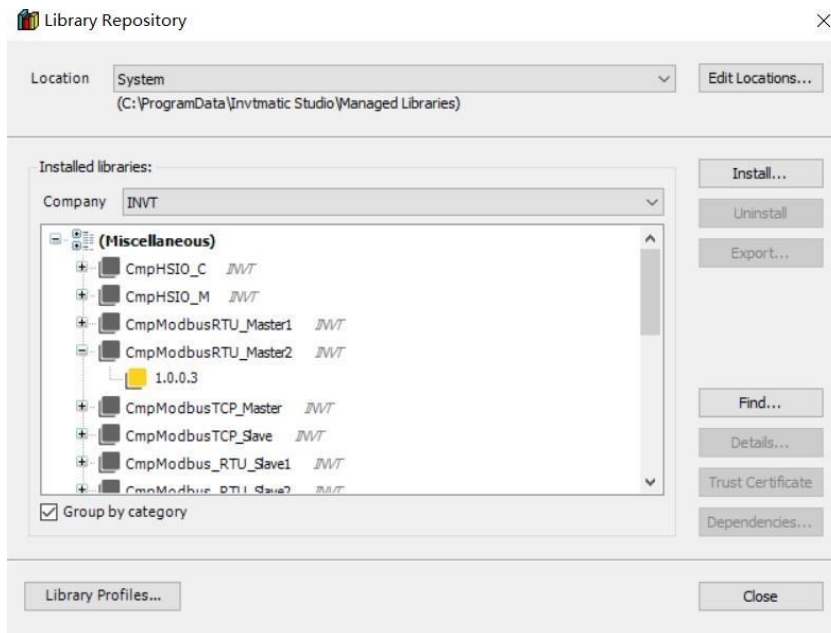 Library Repository
Location System Edit Locations...
(C:\ProgramData\Invtmatic Studio\Managed Libraries)
Installed libraries:
Install...
Company INVT
Uninstall
(Miscellaneous)
Export...
CmpHSIO_C INVT
CmpHSIO_M INVT
CmpModbusRTU_Master1 INVT
CmpModbusRTU_Master2 INVT
1.0.0.3
CmpModbusTCP_Master INVT
Find...
CmpModbusTCP_Slave INVT
Details...
CmpModbus_RTU_Slave1 INVT
CmpModbus_RTU_Slave2 INVT
Trust Certificate
Group by category
Dependencies...
Library Profiles... Close